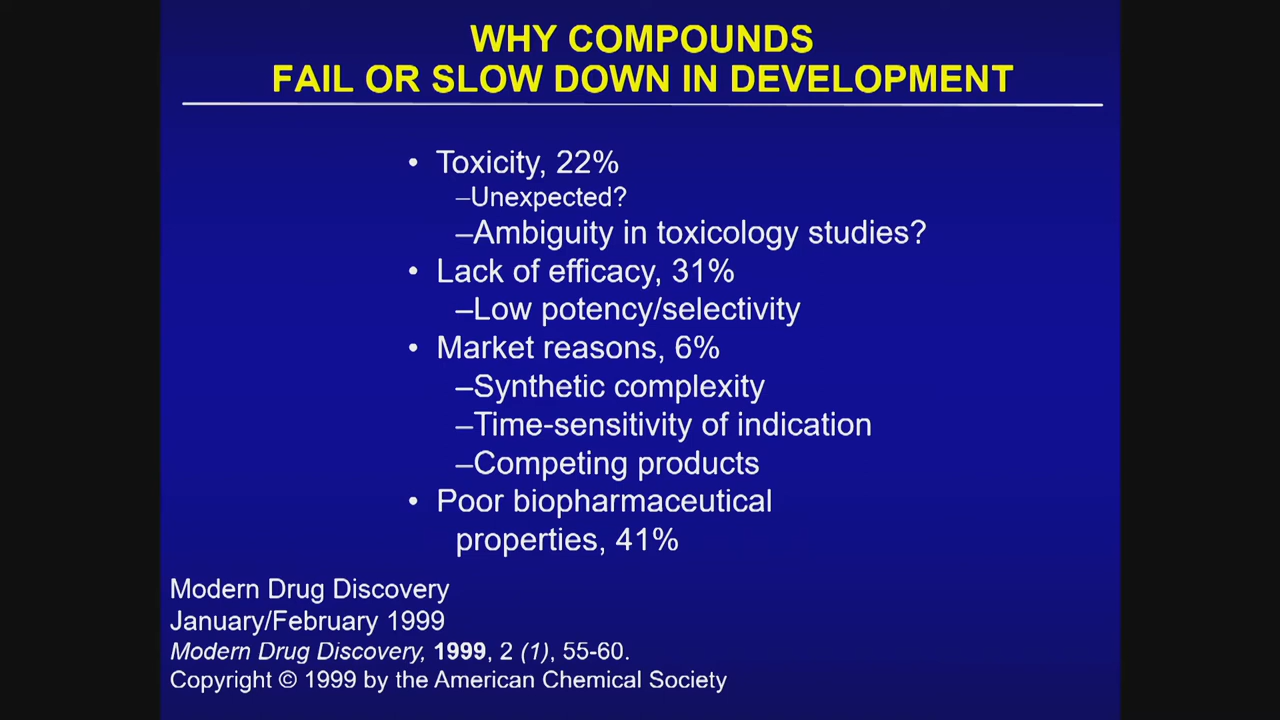 WHY COMPOUNDS
FAIL OR SLOW DOWN IN DEVELOPMENT
• Toxicity, 22%
–Unexpected?
–Ambiguity in toxicology studies?
• Lack of efficacy, 31%
–Low potency/selectivity
• Market reasons, 6%
–Synthetic complexity
–Time-sensitivity of indication
–Competing products
• Poor biopharmaceutical
properties, 41%
Modern Drug Discovery
January/February 1999
Modern Drug Discovery, 1999, 2 (1), 55-60.
Copyright © 1999 by the American Chemical Society